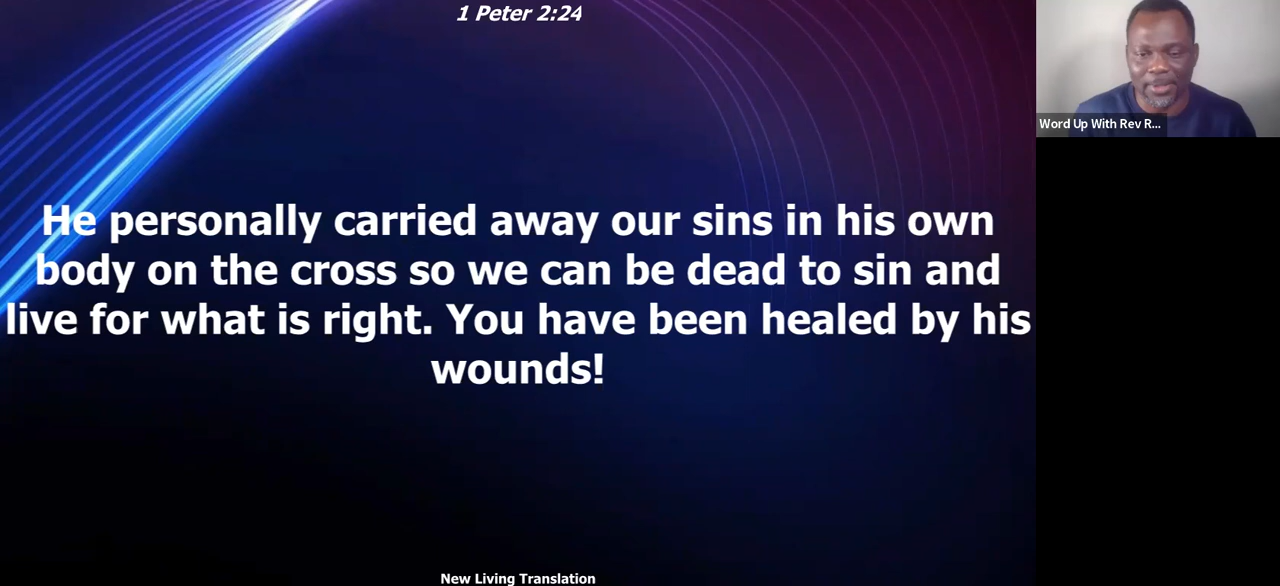 1 Peter 2:24
He personally carried away our sins in his own
body on the cross so we can be dead to sin and
live for what is right. You have been healed by his
wounds!
New Living Translation
Word Up With Rev R...